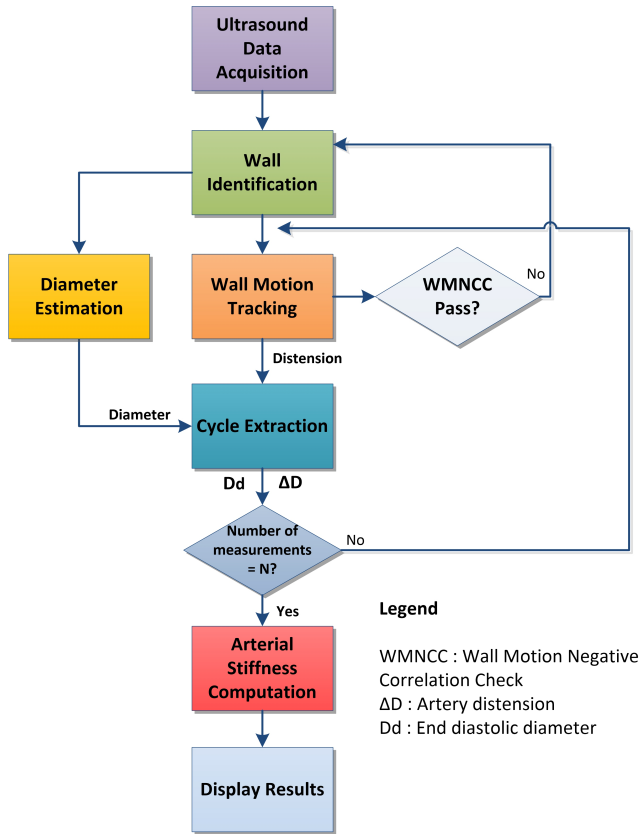 Ultrasound
Data
Acquisition
Wall
Identification
Diameter
Estimation
Wall Motion
Tracking
WMNCC
Pass?
No
Distension
Diameter
Cycle Extraction
Dd
ΔD
Number of
measurements
= N?
No
Yes
Arterial
Stiffness
Computation
Display Results
Legend
WMNCC : Wall Motion Negative
Correlation Check
ΔD : Artery distension
Dd : End diastolic diameter